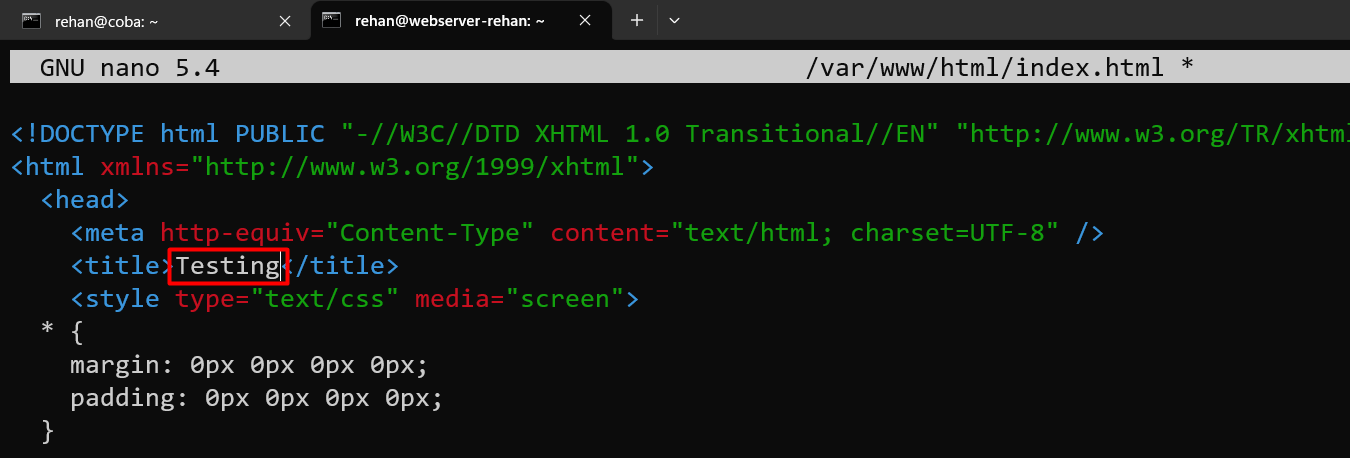 rehan@coba: ~
rehan@webserver-rehan: ~
GNU nano 5.4 /var/www/html/index.html *
<!DOCTYPE html PUBLIC "-//W3C//DTD XHTML 1.0 Transitional//EN" "http://www.w3.org/TR/xhtml
<html xmlns="http://www.w3.org/1999/xhtml">
<head>
<meta http-equiv="Content-Type" content="text/html; charset=UTF-8" />
<title>Testing</title>
<style type="text/css" media="screen">
* {
margin: 0px 0px 0px 0px;
padding: 0px 0px 0px 0px;
}